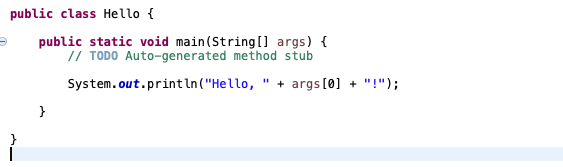 public class Hello {
public static void main(String[] args) {
// TODO Auto-generated method stub
System.out.println("Hello, " + args[0] + "!");
}
}